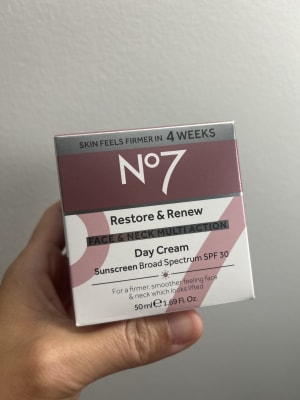 SKIN FEELS FIRMER IN 4 WEEKS
No7
Restore & Renew
FACE & NECK MULTI ACTION
Day Cream
Sunscreen Broad Spectrum SPF 30
For a firmer, smoother feeling face
& neck which looks lifted
50ml℮1.69 Fl. Oz.